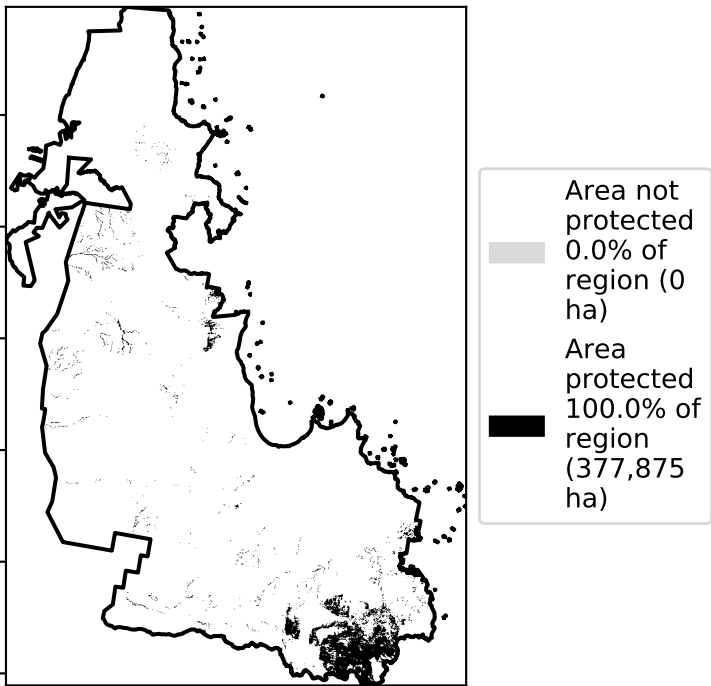 Area not
protected
0.0% of
region (0
ha)
Area
protected
100.0% of
region
(377,875
ha)